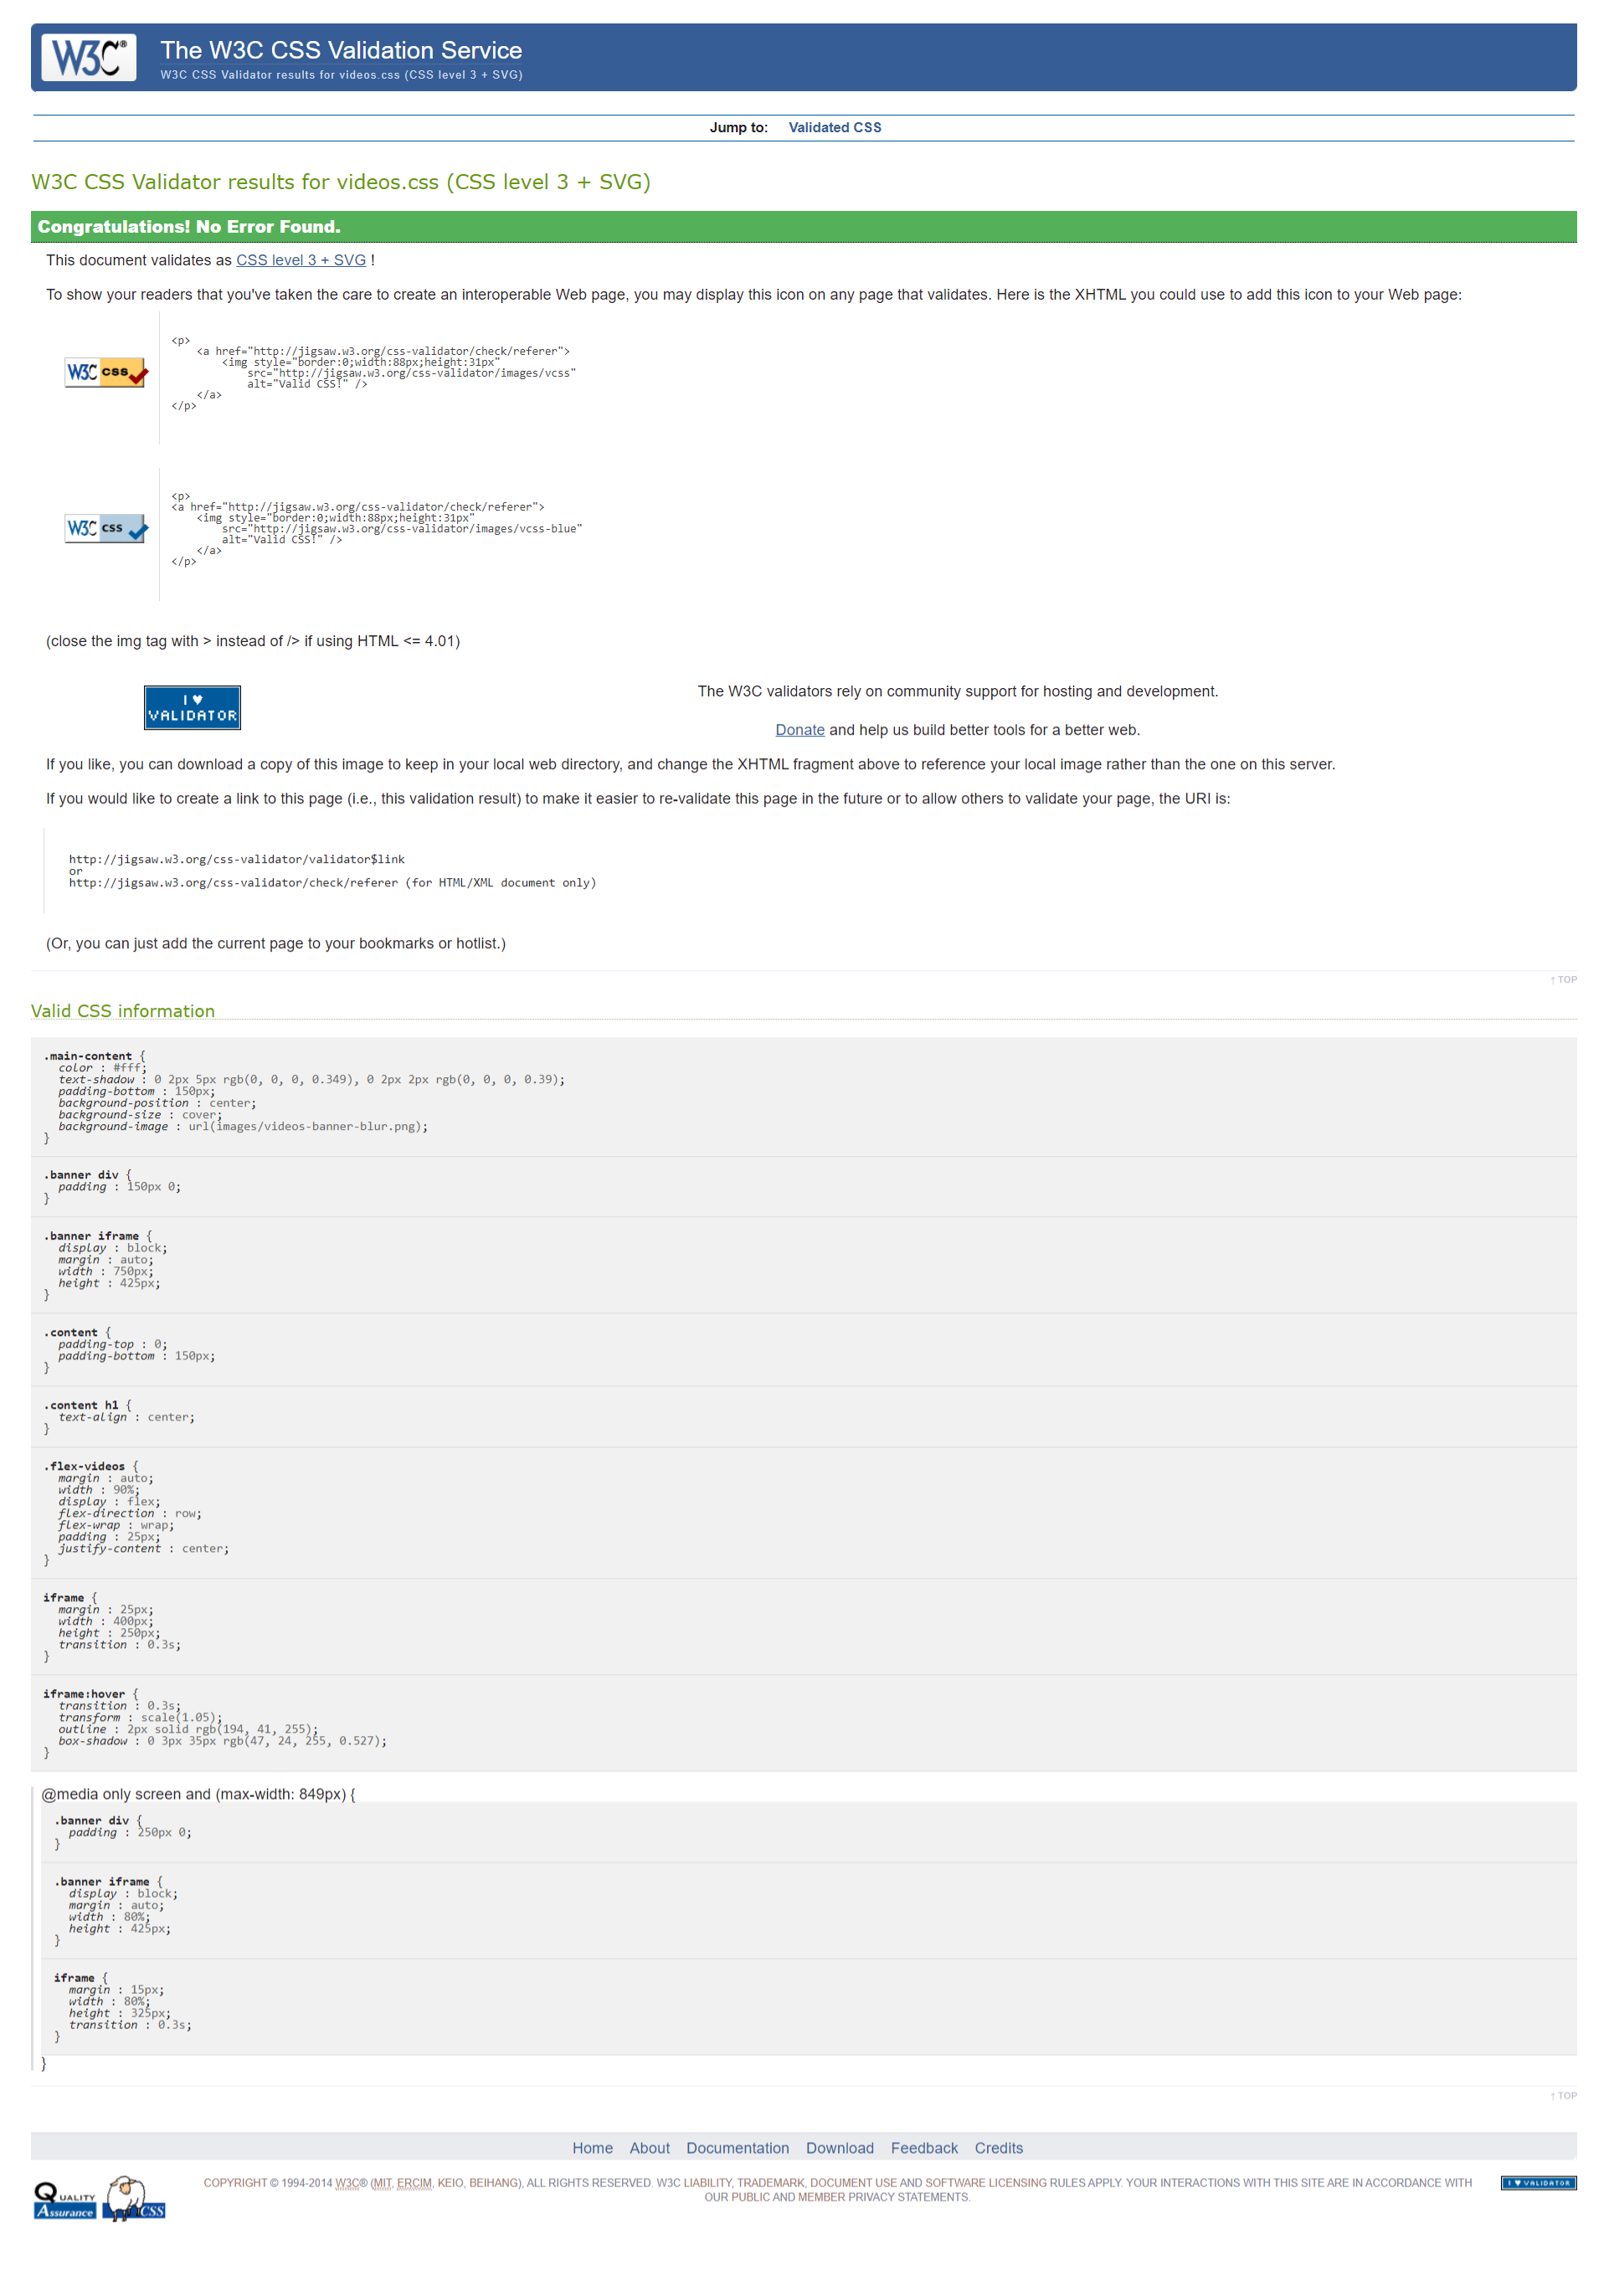 W3C®
The W3C CSS Validation Service
W3C CSS Validator results for videos.css (CSS level 3 + SVG)
Jump to: Validated CSS
W3C CSS Validator results for videos.css (CSS level 3 + SVG)
Congratulations! No Error Found.
This document validates as CSS level 3 + SVG !
To show your readers that you've taken the care to create an interoperable Web page, you may display this icon on any page that validates. Here is the XHTML you could use to add this icon to your Web page:
W3C css
<p>
<a href="http://jigsaw.w3.org/css-validator/check/referer">
<img style="border:0;width:88px;height:31px"
src="http://jigsaw.w3.org/css-validator/images/vcss"
alt="Valid CSS!" />
</a>
</p>
W3C css
<p>
<a href="http://jigsaw.w3.org/css-validator/check/referer">
<img style="border:0;width:88px;height:31px"
src="http://jigsaw.w3.org/css-validator/images/vcss-blue"
alt="Valid CSS!" />
</a>
</p>
(close the img tag with > instead of /> if using HTML <= 4.01)
I ♥
VALIDATOR
The W3C validators rely on community support for hosting and development.
Donate and help us build better tools for a better web.
If you like, you can download a copy of this image to keep in your local web directory, and change the XHTML fragment above to reference your local image rather than the one on this server.
If you would like to create a link to this page (i.e., this validation result) to make it easier to re-validate this page in the future or to allow others to validate your page, the URI is:
http://jigsaw.w3.org/css-validator/validator$link
or
http://jigsaw.w3.org/css-validator/check/referer (for HTML/XML document only)
(Or, you can just add the current page to your bookmarks or hotlist.)
↑ TOP
Valid CSS information
.main-content {
color : #fff;
text-shadow : 0 2px 5px rgb(0, 0, 0, 0.349), 0 2px 2px rgb(0, 0, 0, 0.39);
padding-bottom : 150px;
background-position : center;
background-size : cover;
background-image : url(images/videos-banner-blur.png);
}
.banner div {
padding : 150px 0;
}
.banner iframe {
display : block;
margin : auto;
width : 750px;
height : 425px;
}
.content {
padding-top : 0;
padding-bottom : 150px;
}
.content h1 {
text-align : center;
}
.flex-videos {
margin : auto;
width : 90%;
display : flex;
flex-direction : row;
flex-wrap : wrap;
padding : 25px;
justify-content : center;
}
iframe {
margin : 25px;
width : 400px;
height : 250px;
transition : 0.3s;
}
iframe:hover {
transition : 0.3s;
transform : scale(1.05);
outline : 2px solid rgb(194, 41, 255);
box-shadow : 0 3px 35px rgb(47, 24, 255, 0.527);
}
@media only screen and (max-width: 849px) {
.banner div {
padding : 250px 0;
}
.banner iframe {
display : block;
margin : auto;
width : 80%;
height : 425px;
}
iframe {
margin : 15px;
width : 80%;
height : 325px;
transition : 0.3s;
}
}
↑ TOP
Home About Documentation Download Feedback Credits
QUALITY
Assurance
CSS
COPYRIGHT © 1994-2014 W3C® (MIT, ERCIM, KEIO, BEIHANG), ALL RIGHTS RESERVED. W3C LIABILITY, TRADEMARK, DOCUMENT USE AND SOFTWARE LICENSING RULES APPLY. YOUR INTERACTIONS WITH THIS SITE ARE IN ACCORDANCE WITH
OUR PUBLIC AND MEMBER PRIVACY STATEMENTS.
I ♥ VALIDATOR